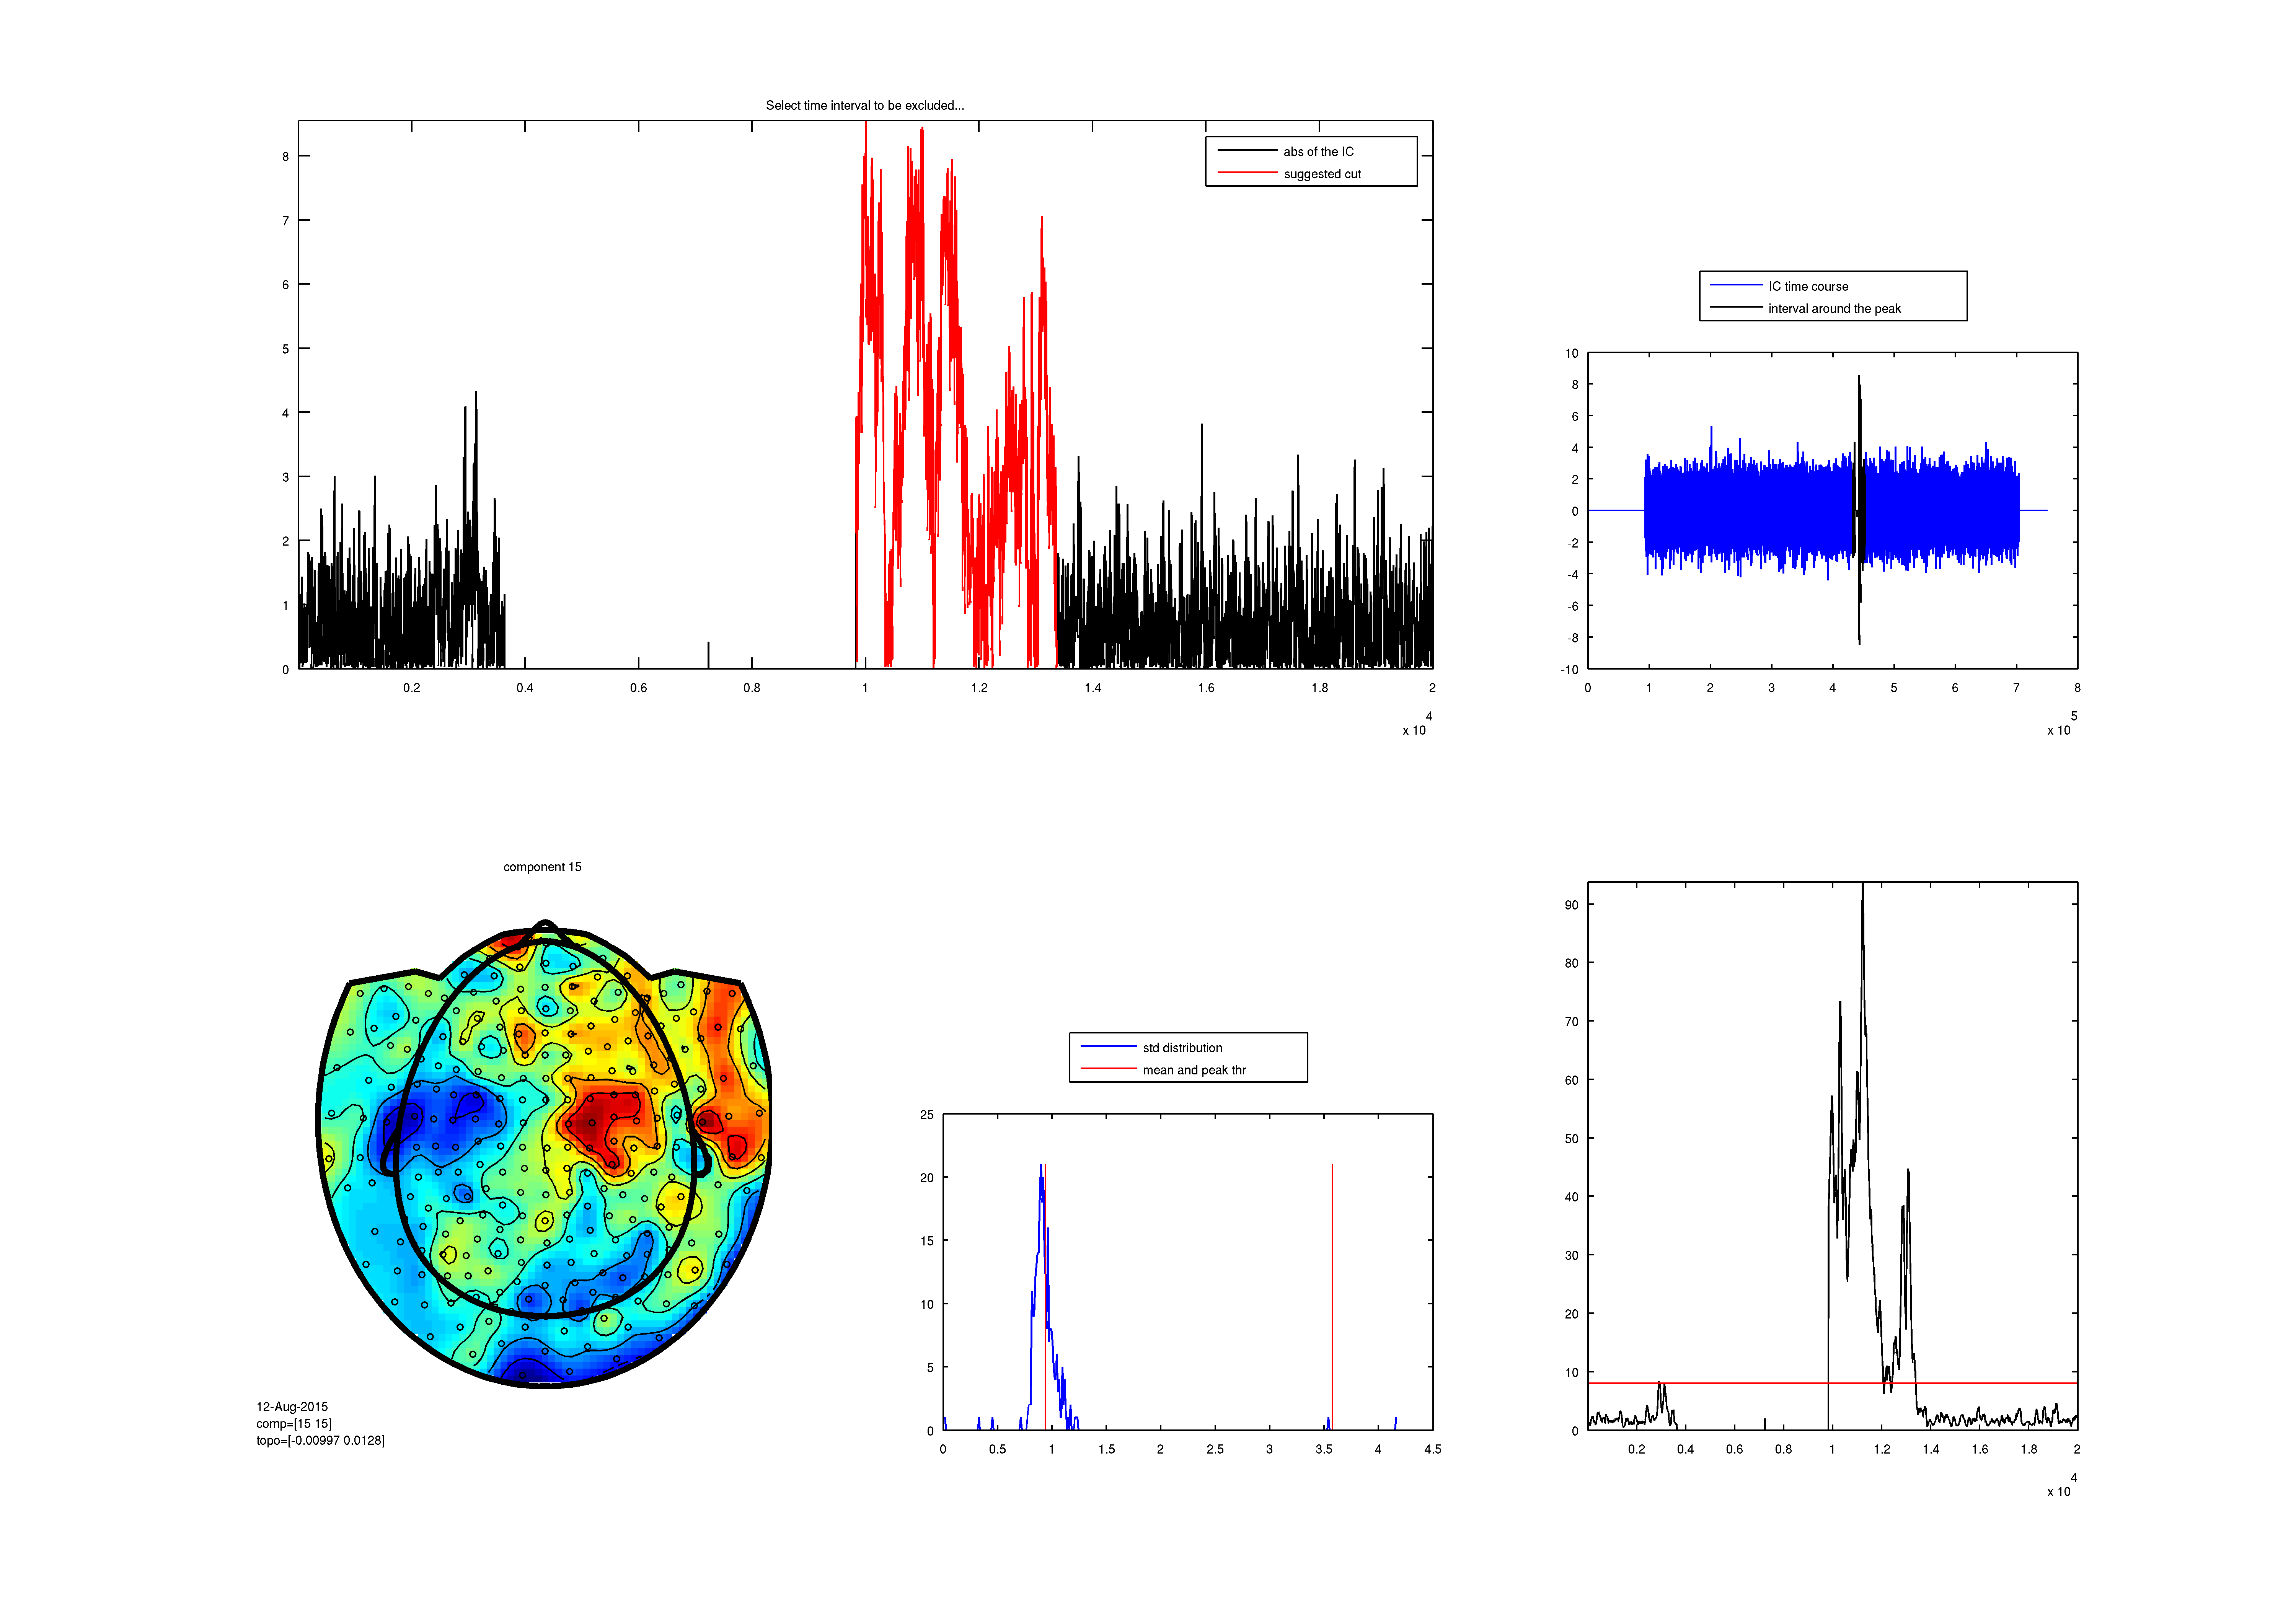 Select time interval to be excluded...
abs of the IC
suggested cut
8
7
6
5
4
3
2
1
0
0.2 0.4 0.6 0.8 1 1.2 1.4 1.6 1.8 2
4
x 10
IC time course
interval around the peak
10
8
6
4
2
0
-2
-4
-6
-8
-10
0 1 2 3 4 5 6 7 8
5
x 10
component 15
12-Aug-2015
comp=[15 15]
topo=[-0.00997 0.0128]
std distribution
mean and peak thr
25
20
15
10
5
0
0 0.5 1 1.5 2 2.5 3 3.5 4 4.5
90
80
70
60
50
40
30
20
10
0
0.2 0.4 0.6 0.8 1 1.2 1.4 1.6 1.8 2
4
x 10